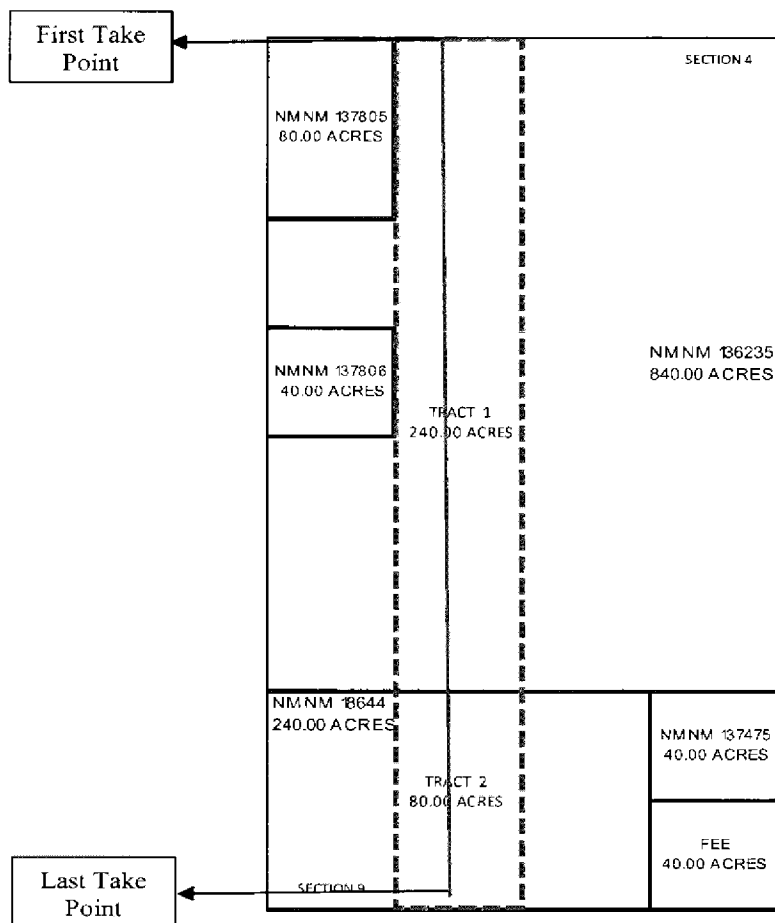 First Take
Point
SECTION 4
NMNM 137805
80.00 ACRES
NMNM 137806
40.00 ACRES
NMNM 136235
840.00 ACRES
TRACT 1
240.00 ACRES
NMNM 18644
240.00 ACRES
NMNM 137475
40.00 ACRES
TRACT 2
80.00 ACRES
FEE
40.00 ACRES
Last Take
Point
SECTION 9